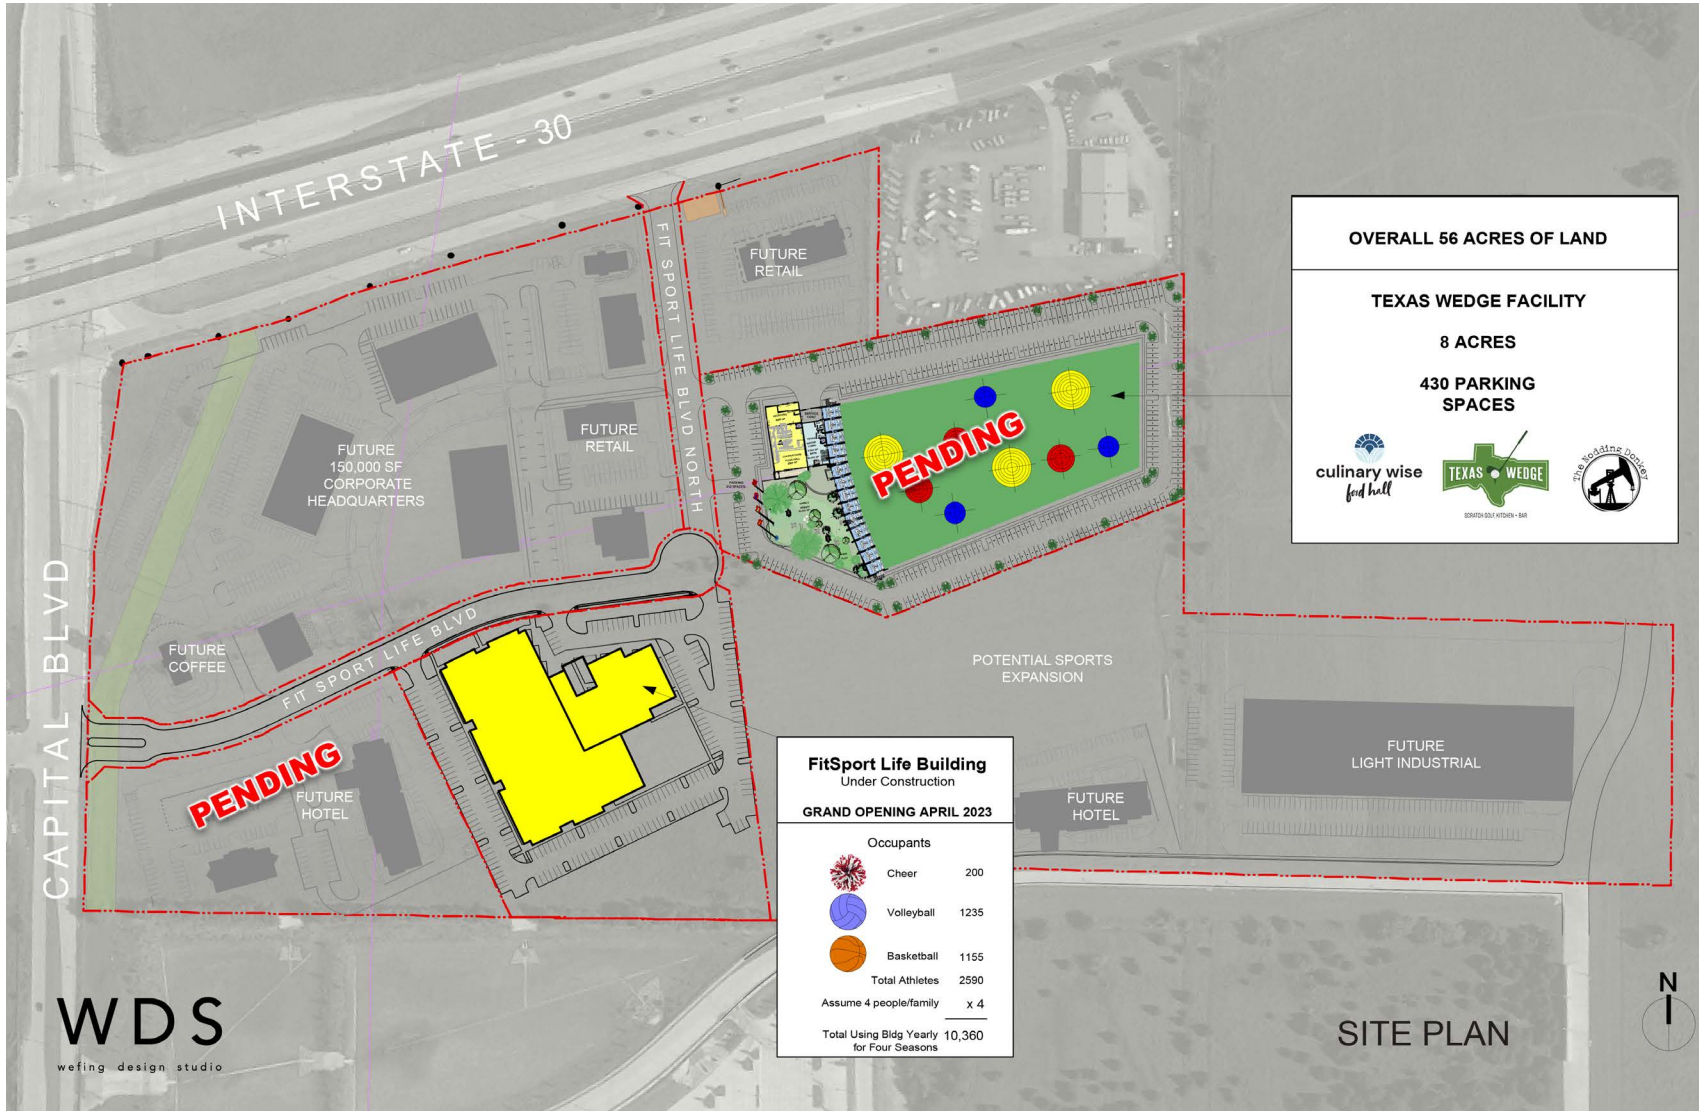 INTERSTATE - 30
FIT SPORT LIFE BLVD NORTH
FUTURE
RETAIL
OVERALL 56 ACRES OF LAND
TEXAS WEDGE FACILITY
8 ACRES
430 PARKING
SPACES
culinary wise
food hall
TEXAS WEDGE
SCRATCH GOLF KITCHEN - BAR
The Nodding Donkey
PENDING
FUTURE
RETAIL
FUTURE
150,000 SF
CORPORATE
HEADQUARTERS
CAPITAL BLVD
FUTURE
COFFEE
FIT SPORT LIFE BLVD
POTENTIAL SPORTS
EXPANSION
PENDING
FUTURE
HOTEL
FUTURE
LIGHT INDUSTRIAL
FUTURE
HOTEL
FitSport Life Building
Under Construction
GRAND OPENING APRIL 2023
Occupants
Cheer 200
Volleyball 1235
Basketball 1155
Total Athletes 2590
Assume 4 people/family x 4
Total Using Bldg Yearly 10,360
for Four Seasons
WDS
wefing design studio
SITE PLAN
N